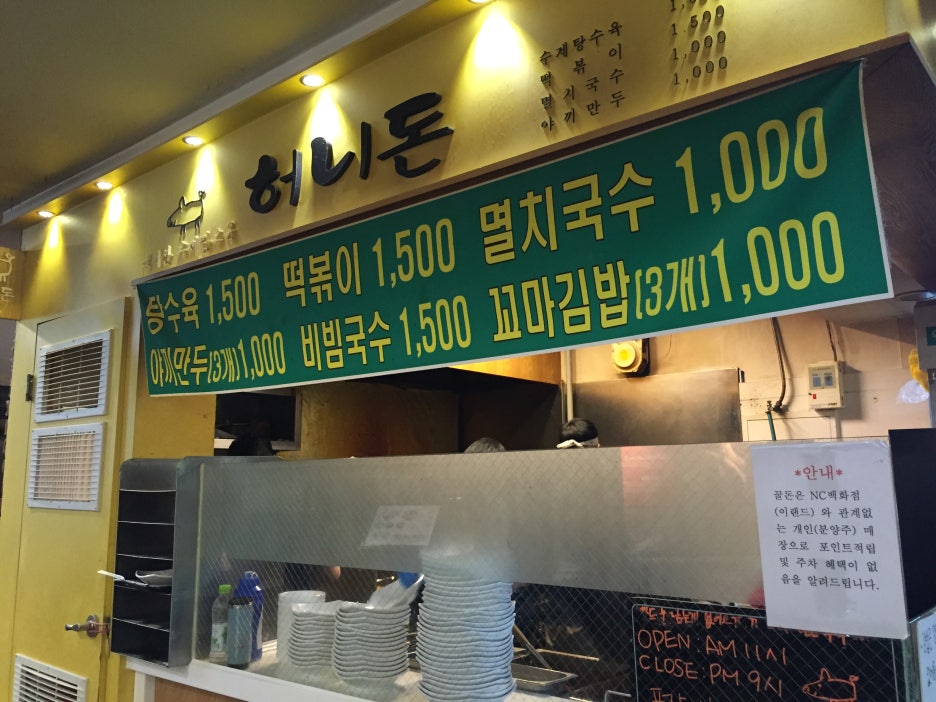 수제탕수육
떡볶이 1,500
멸치국수 1,000
야끼만두 1,000
허니돈
탕수육 1,500 떡볶이 1,500 멸치국수 1,000
야끼만두(3개)1,000 비빔국수 1,500 꼬마김밥(3개)1,000
*안내*
꿀돈은 NC백화점
(이랜드) 와 관계없
는 개인(분양주) 매
장으로 포인트적립
및 주차 혜택이 없
음을 알려드립니다.
OPEN: AM 11시
CLOSE: PM 9시